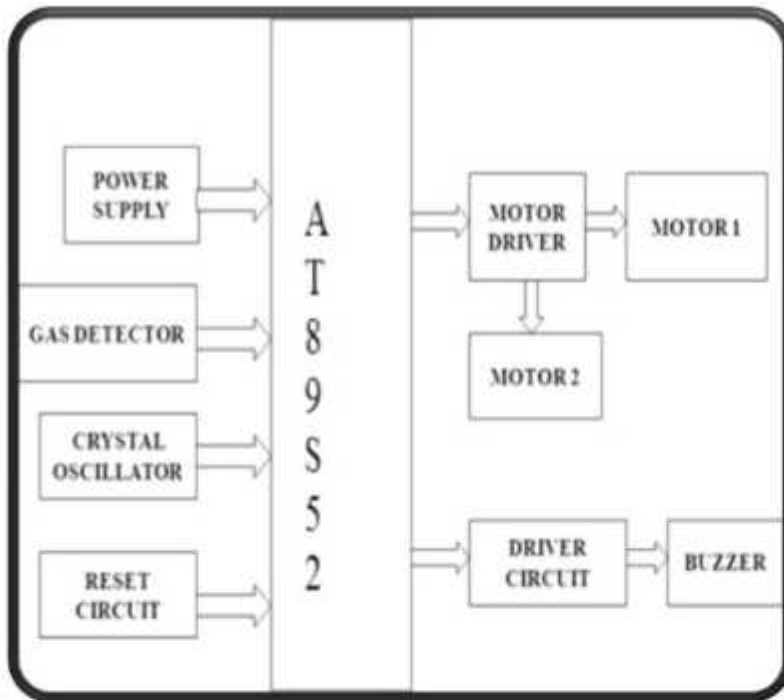 POWER
SUPPLY
GAS DETECTOR
CRYSTAL
OSCILLATOR
RESET
CIRCUIT
A
T
8
9
S
5
2
MOTOR
DRIVER
MOTOR 1
MOTOR 2
DRIVER
CIRCUIT
BUZZER